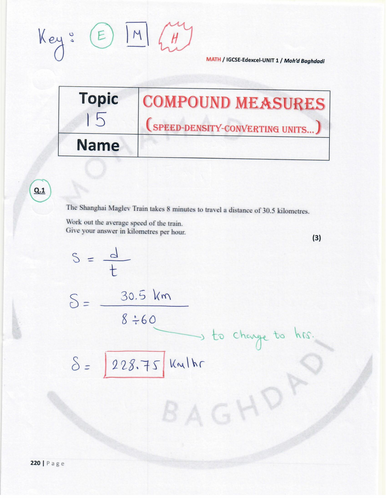 Key: E M H
MATH / IGCSE-Edexcel-UNIT 1 / Moh'd Baghdadi
Topic
15
COMPOUND MEASURES
(SPEED-DENSITY-CONVERTING UNITS...)
Name
MOHAMMAD
Q.1
The Shanghai Maglev Train takes 8 minutes to travel a distance of 30.5 kilometres.
Work out the average speed of the train.
Give your answer in kilometres per hour.
(3)
S = d/t
S = 30.5 km
8÷60
→ to change to hrs.
S = 228.75 Km/hr
BAGHDADI
220 | Page